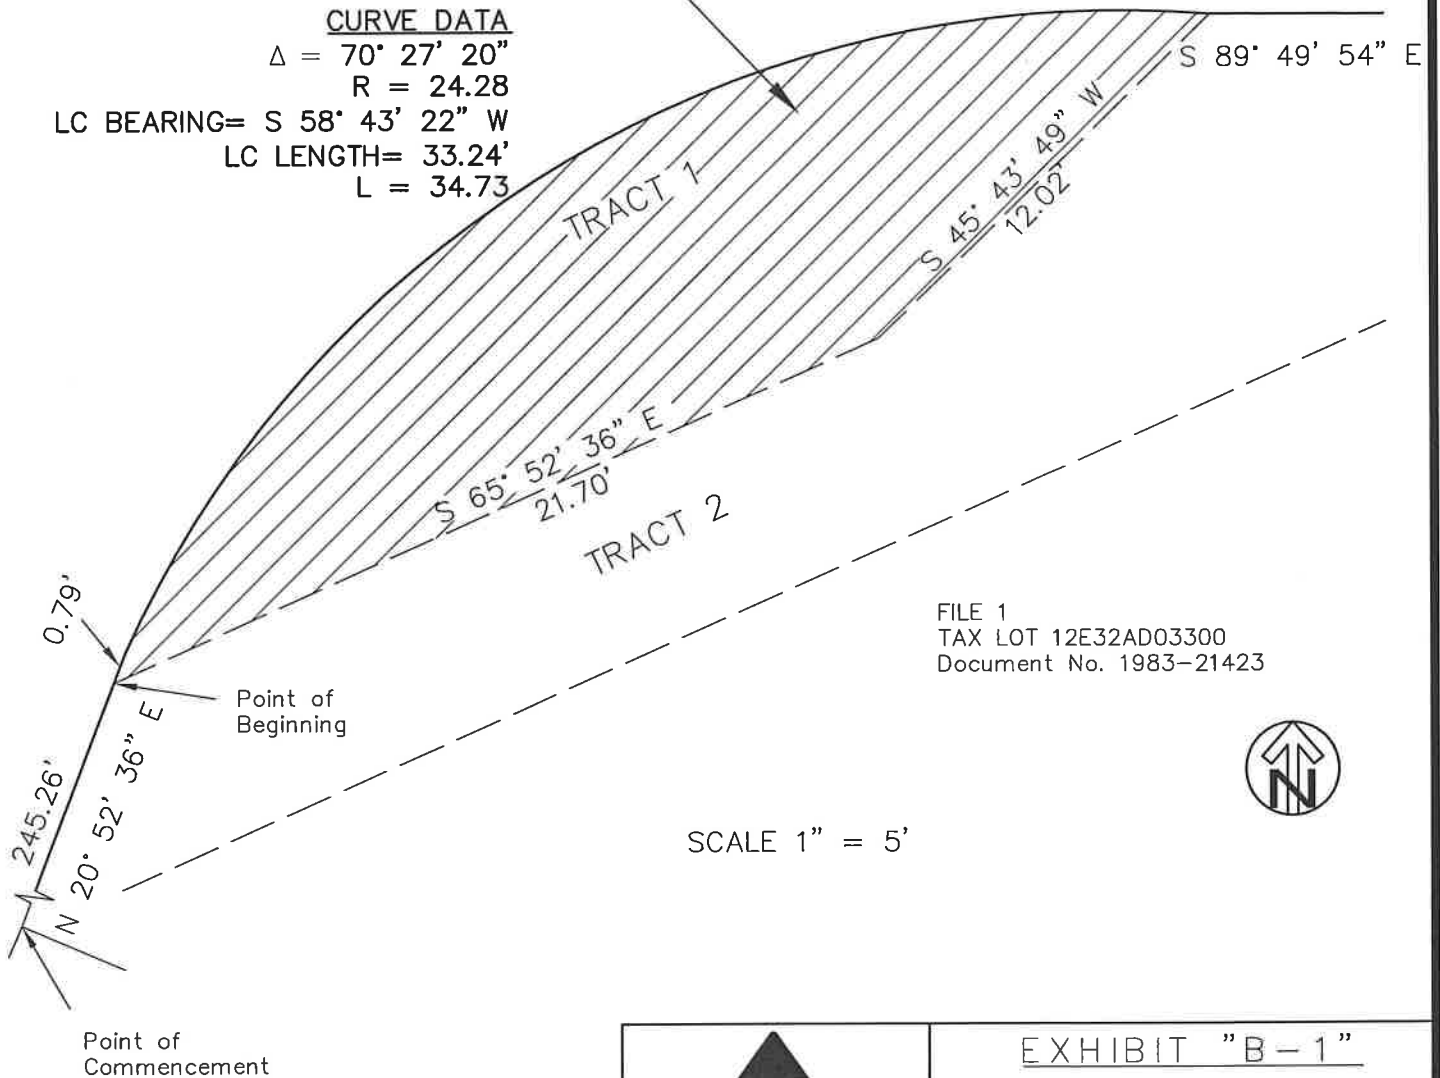 CURVE DATA
Δ = 70° 27' 20"
R = 24.28
LC BEARING= S 58° 43' 22" W
LC LENGTH= 33.24'
L = 34.73
S 89° 49' 54" E
TRACT 1
S 45° 43' 49" W
12.02'
S 65° 52' 36" E
21.70'
TRACT 2
0.79'
Point of
Beginning
FILE 1
TAX LOT 12E32AD03300
Document No. 1983-21423
N
245.26'
N 20° 52' 36" E
SCALE 1" = 5'
Point of
Commencement
EXHIBIT "B-1"